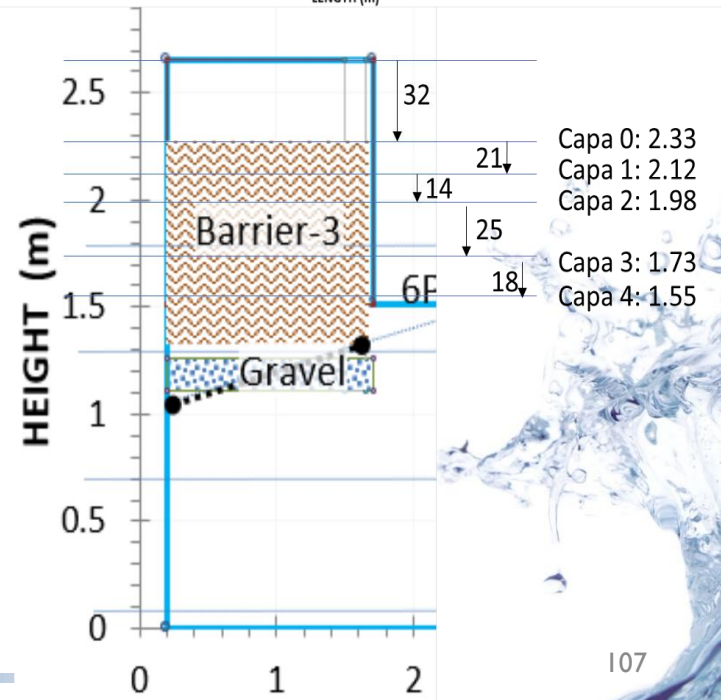 LENGTH (m)
HEIGHT (m)
2.5
2
1.5
1
0.5
0
0
1
2
32
21
14
25
18
Barrier-3
Gravel
Capa 0: 2.33
Capa 1: 2.12
Capa 2: 1.98
Capa 3: 1.73
Capa 4: 1.55
107